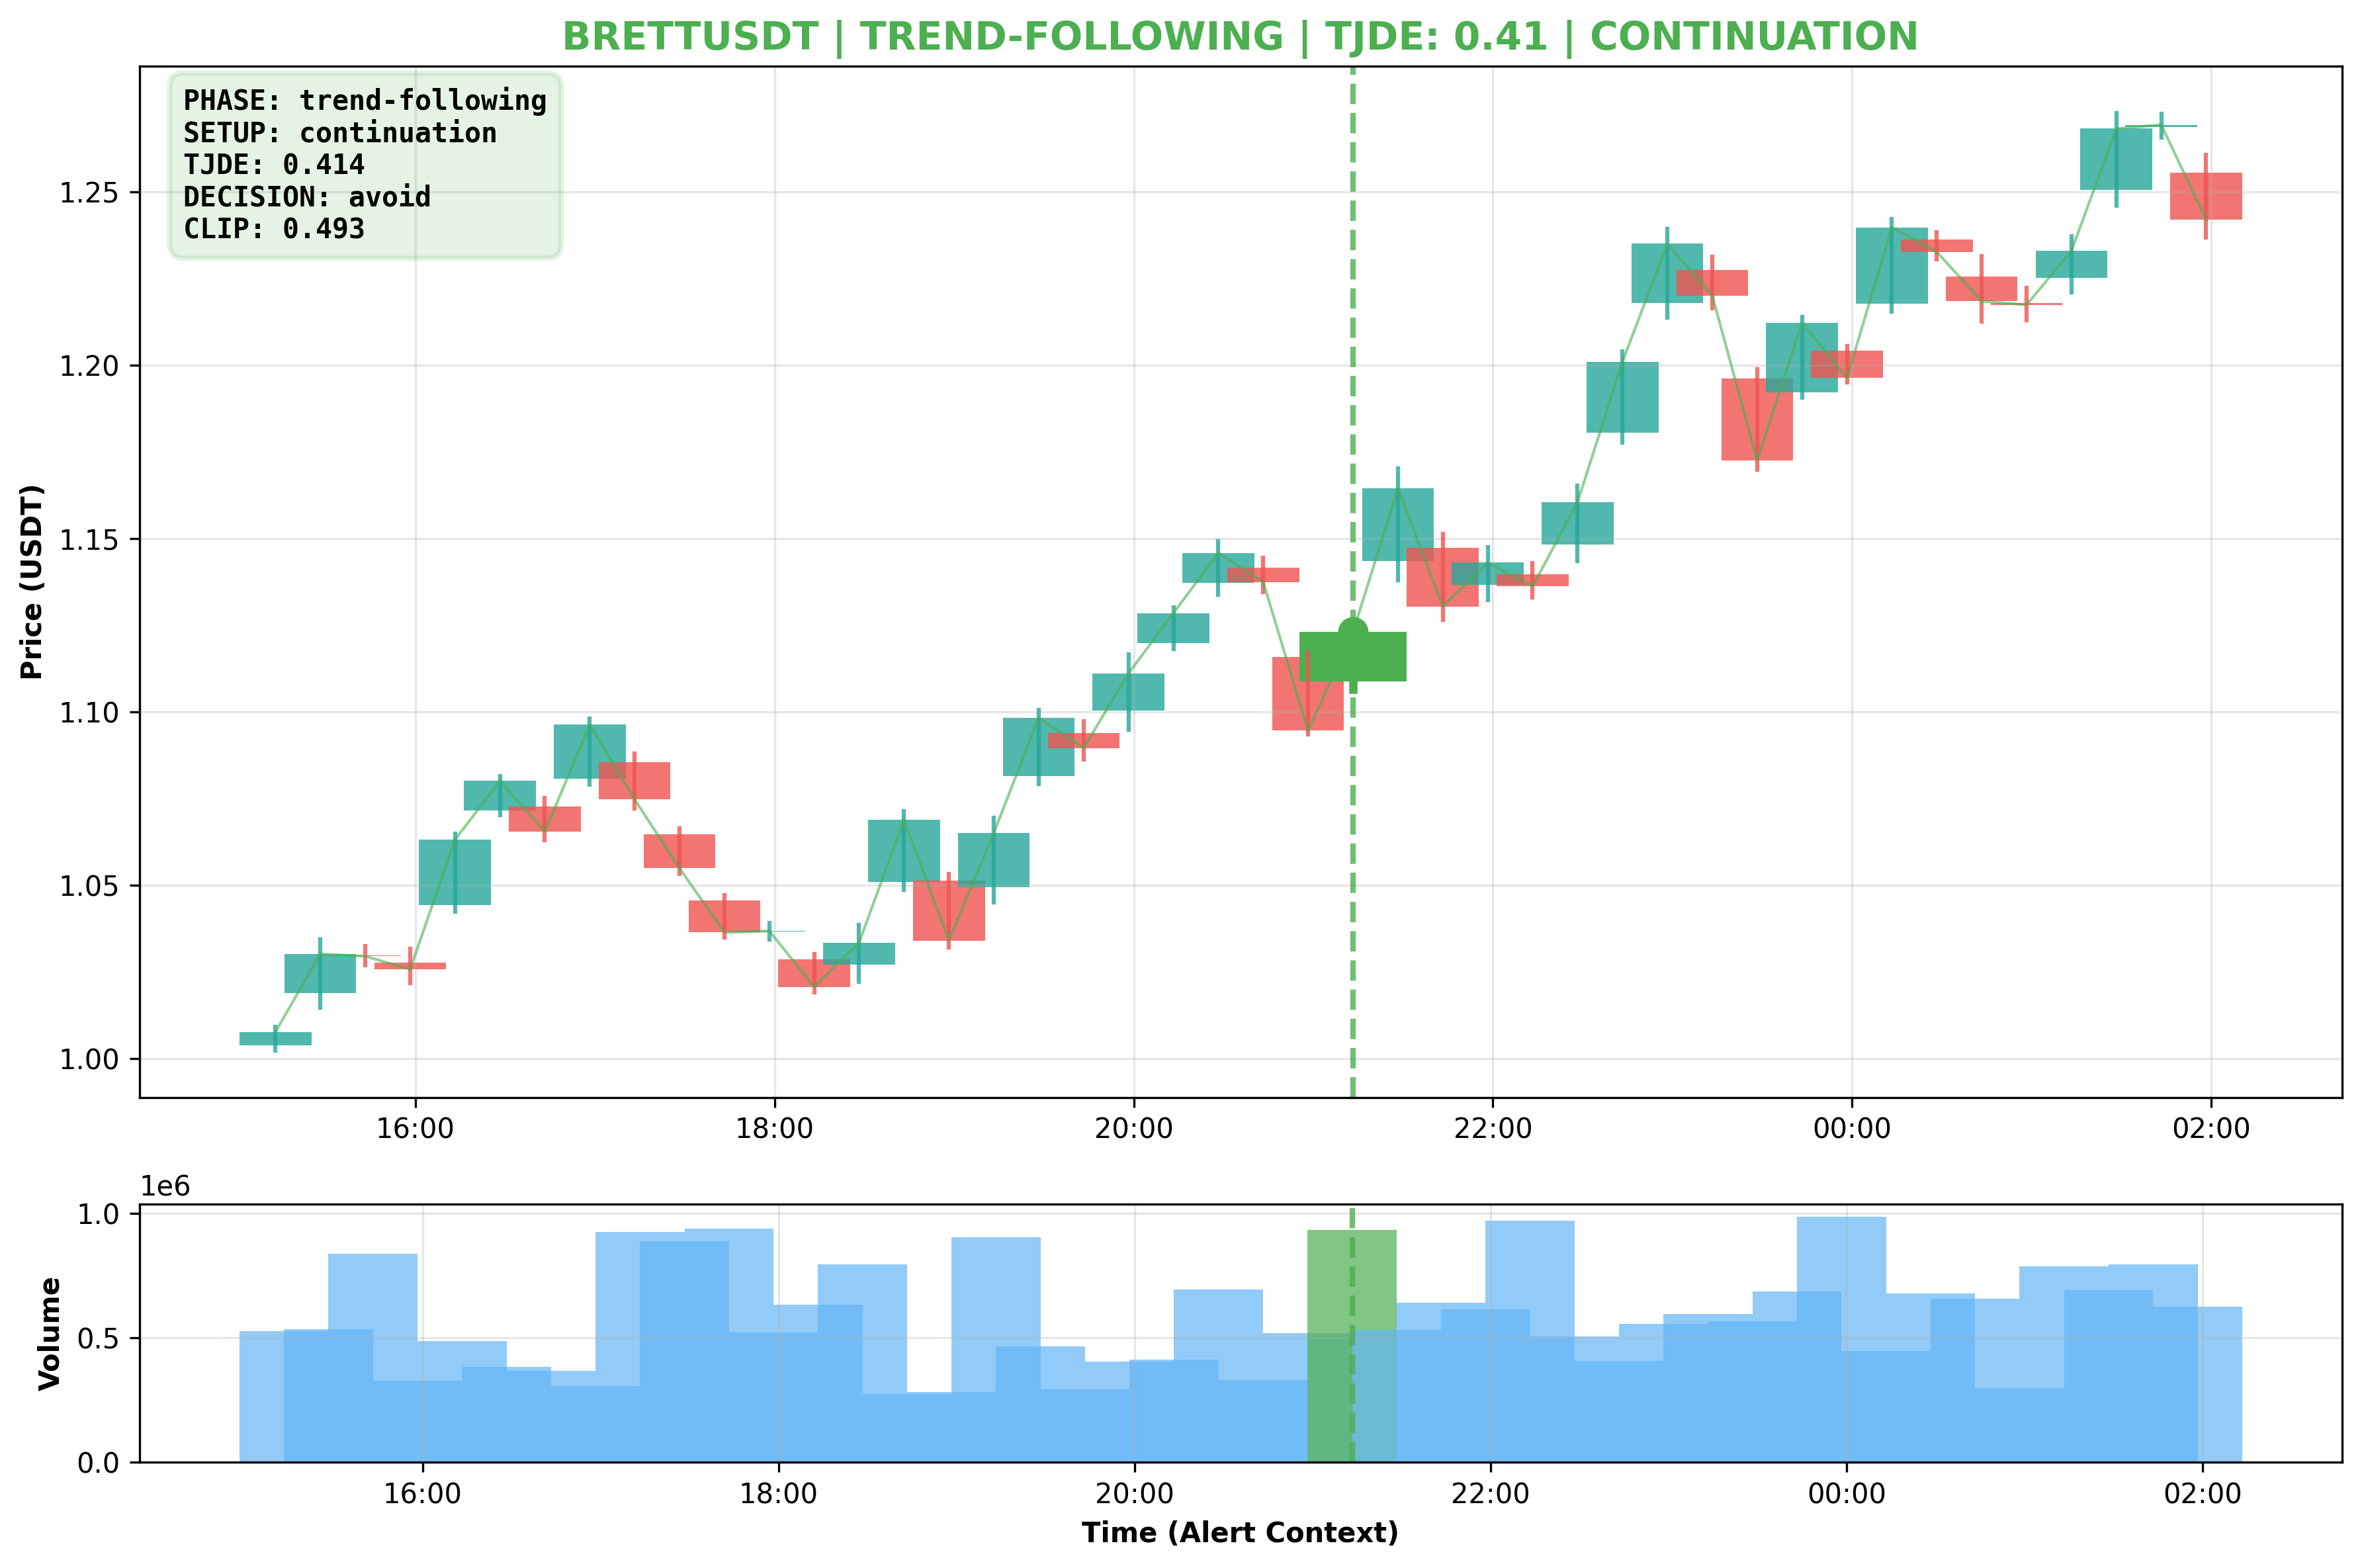 BRETTUSDT | TREND-FOLLOWING | TJDE: 0.41 | CONTINUATION
PHASE: trend-following
SETUP: continuation
TJDE: 0.414
DECISION: avoid
CLIP: 0.493
Price (USDT)
1.25
1.20
1.15
1.10
1.05
1.00
16:00 18:00 20:00 22:00 00:00 02:00
1e6
Volume
1.0
0.5
0.0
16:00 18:00 20:00 22:00 00:00 02:00
Time (Alert Context)